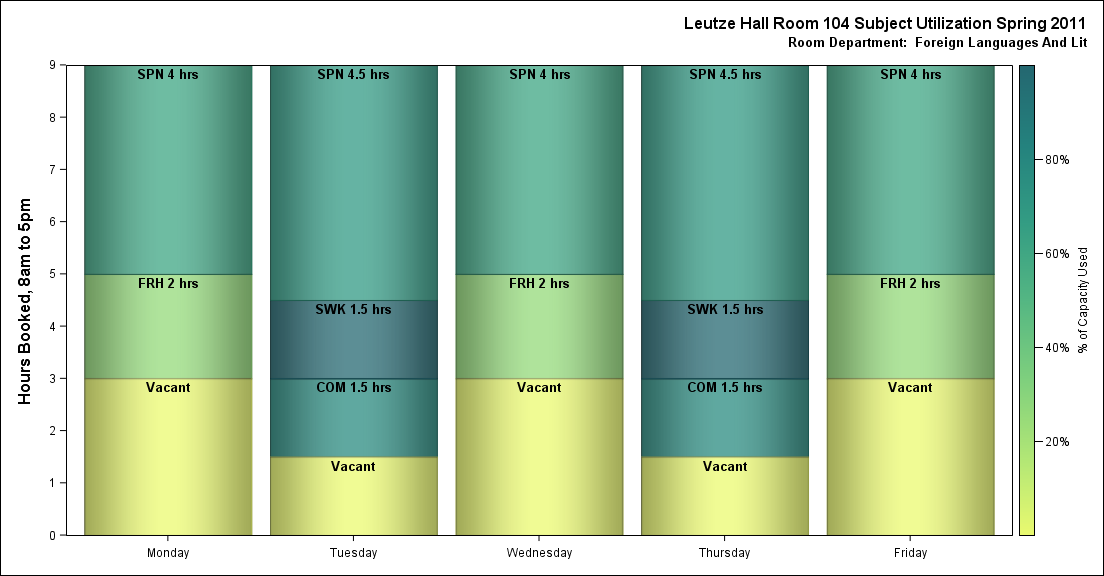 Leutze Hall Room 104 Subject Utilization Spring 2011
Room Department:  Foreign Languages And Lit
Hours Booked, 8am to 5pm
9
8
7
6
5
4
3
2
1
0
SPN 4 hrs
FRH 2 hrs
Vacant
SPN 4.5 hrs
SWK 1.5 hrs
COM 1.5 hrs
Vacant
SPN 4 hrs
FRH 2 hrs
Vacant
SPN 4.5 hrs
SWK 1.5 hrs
COM 1.5 hrs
Vacant
SPN 4 hrs
FRH 2 hrs
Vacant
Monday
Tuesday
Wednesday
Thursday
Friday
80%
60%
40%
20%
% of Capacity Used